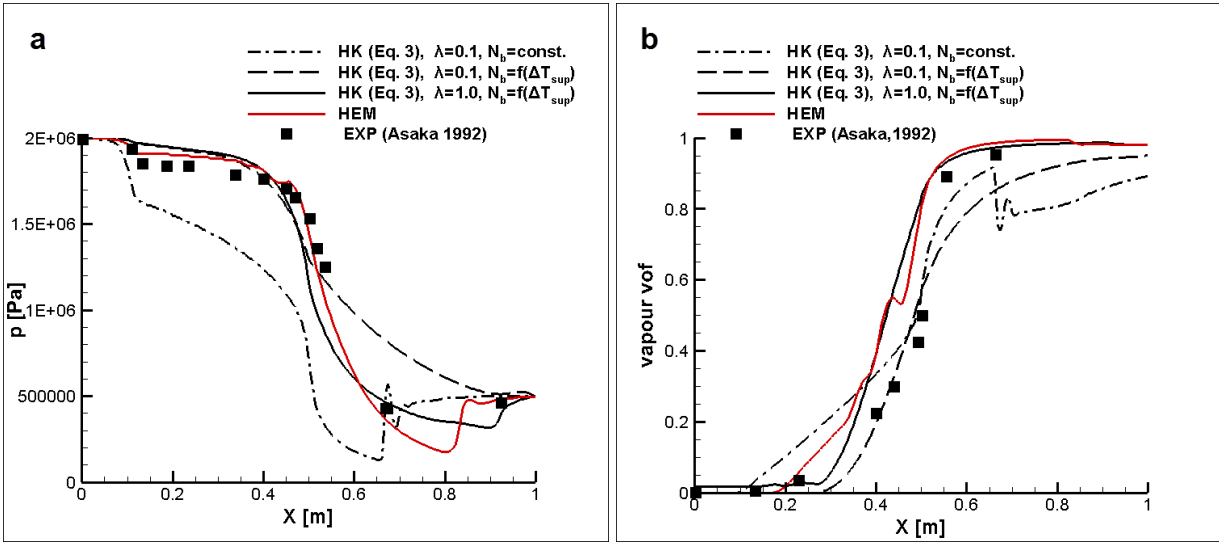 a
HK (Eq. 3), λ=0.1, N_b=const.
HK (Eq. 3), λ=0.1, N_b=f(ΔT_sup)
HK (Eq. 3), λ=1.0, N_b=f(ΔT_sup)
HEM
EXP (Asaka 1992)
2E+06
1.5E+06
1E+06
500000
0
p [Pa]
0
0.2
0.4
0.6
0.8
1
X [m]
b
HK (Eq. 3), λ=0.1, N_b=const.
HK (Eq. 3), λ=0.1, N_b=f(ΔT_sup)
HK (Eq. 3), λ=1.0, N_b=f(ΔT_sup)
HEM
EXP (Asaka,1992)
1
0.8
0.6
0.4
0.2
0
vapour vof
0
0.2
0.4
0.6
0.8
1
X [m]